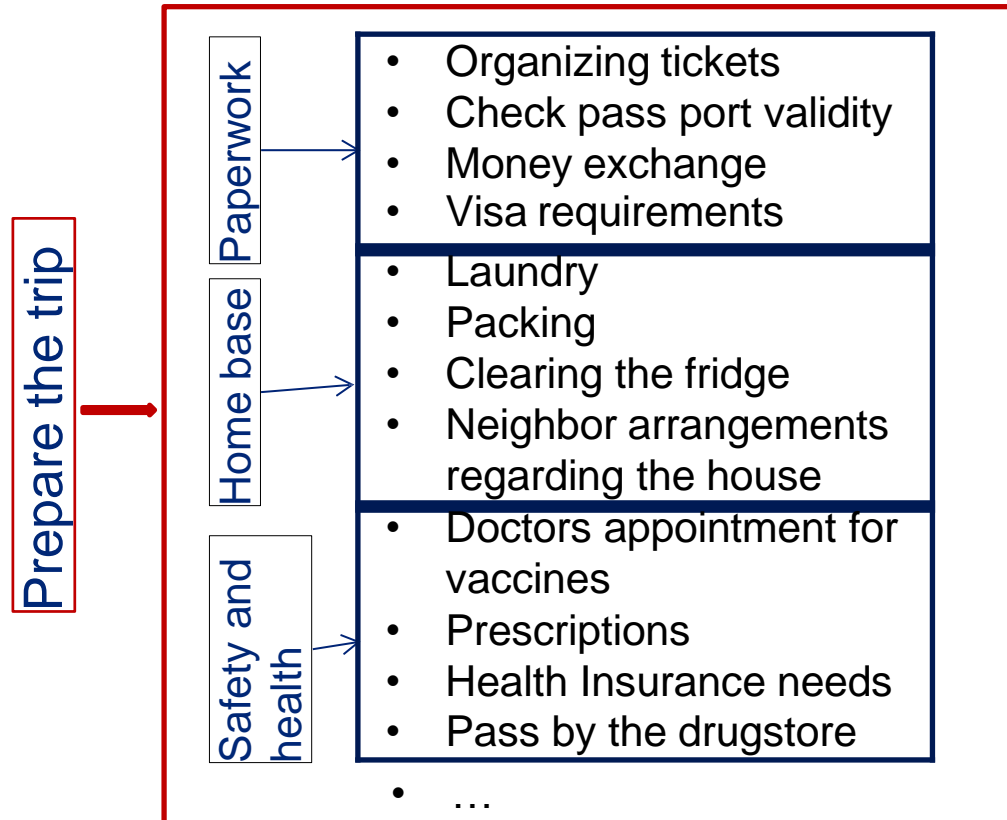 Prepare the trip
Paperwork
• Organizing tickets
• Check pass port validity
• Money exchange
• Visa requirements
Home base
• Laundry
• Packing
• Clearing the fridge
• Neighbor arrangements
regarding the house
Safety and
health
• Doctors appointment for
vaccines
• Prescriptions
• Health Insurance needs
• Pass by the drugstore
• ...